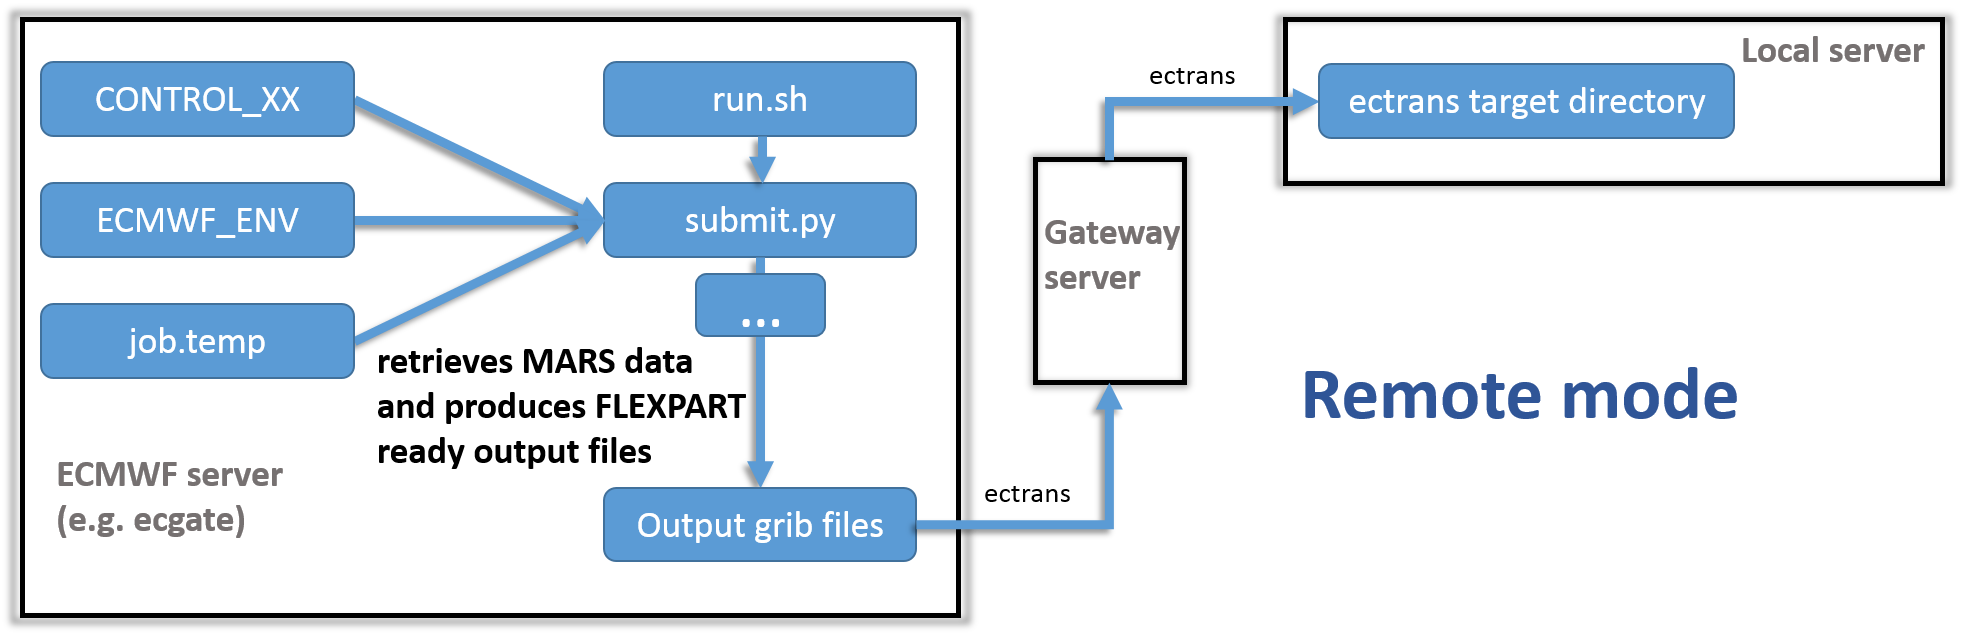 CONTROL_XX
run.sh
ECMWF_ENV
submit.py
job.temp
...
retrieves MARS data
and produces FLEXPART
ready output files
ECMWF server
(e.g. ecgate)
Output grib files
ectrans
Gateway
server
ectrans
Local server
ectrans target directory
Remote mode